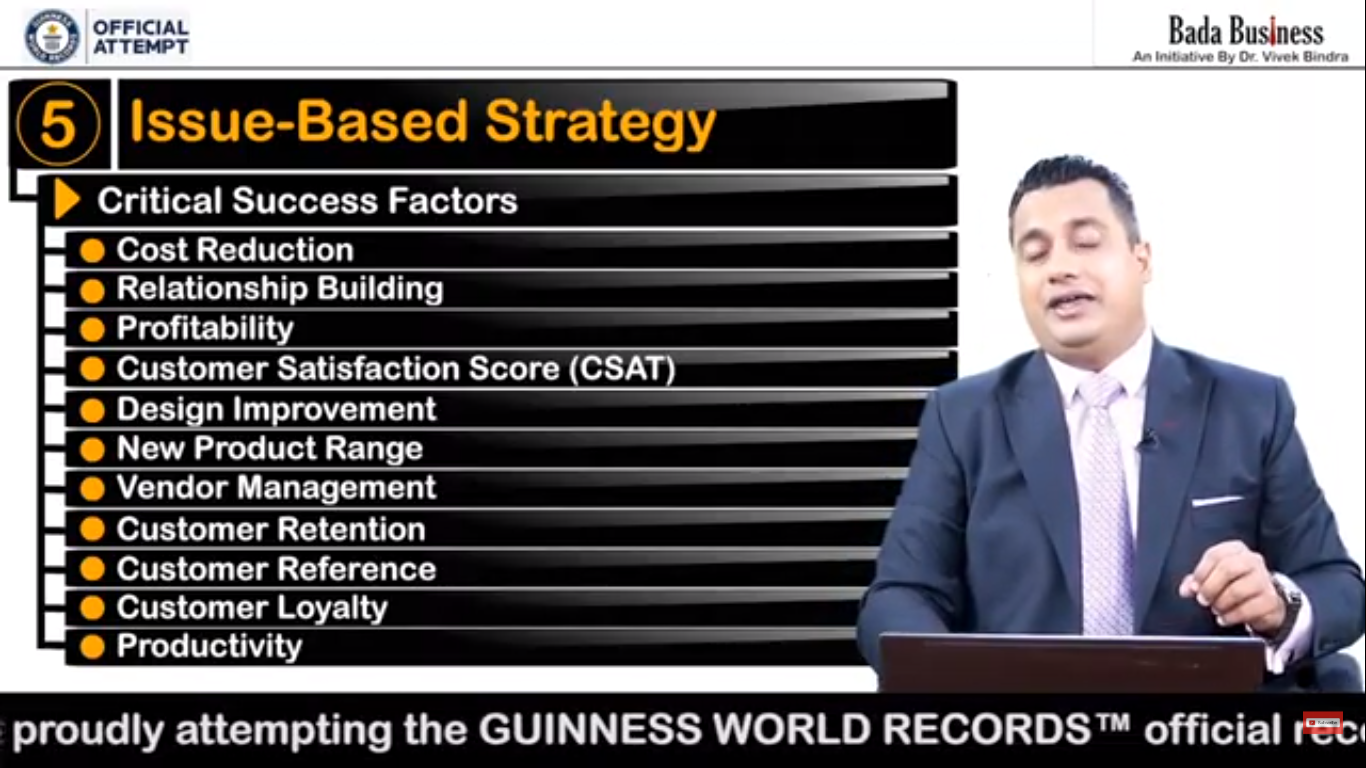 OFFICIAL
ATTEMPT
Bada Business
An Initiative By Dr. Vivek Bindra
5 Issue-Based Strategy
Critical Success Factors
Cost Reduction
Relationship Building
Profitability
Customer Satisfaction Score (CSAT)
Design Improvement
New Product Range
Vendor Management
Customer Retention
Customer Reference
Customer Loyalty
Productivity
proudly attempting the GUINNESS WORLD RECORDS™ official